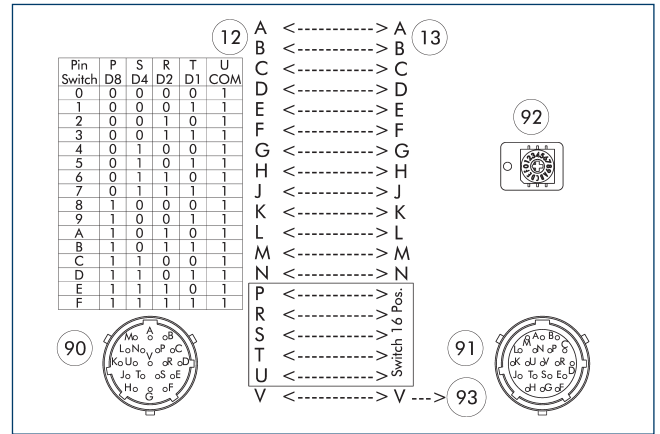 12 A <----------> A 13
B <----------> B
C <----------> C
D <----------> D
E <----------> E
F <----------> F
G <----------> G
H <----------> H
J <----------> J
K <----------> K
L <----------> L
M <----------> M
N <----------> N
P <---------->
R <---------->
S <---------->
T <---------->
U <---------->
Switch 16 Pos.
V <----------> V ---> 93
Pin P S R T U
Switch D8 D4 D2 D1 COM
0 0 0 0 0 1
1 0 0 0 1 1
2 0 0 1 0 1
3 0 0 1 1 1
4 0 1 0 0 1
5 0 1 0 1 1
6 0 1 1 0 1
7 0 1 1 1 1
8 1 0 0 0 1
9 1 0 0 1 1
A 1 0 1 0 1
B 1 0 1 1 1
C 1 1 0 0 1
D 1 1 0 1 1
E 1 1 1 0 1
F 1 1 1 1 1
92
90
M A B
L N P C
K U V R D
J T S E
H G F
91
A B
M L N P C
K U V R D
J T S E
H G F